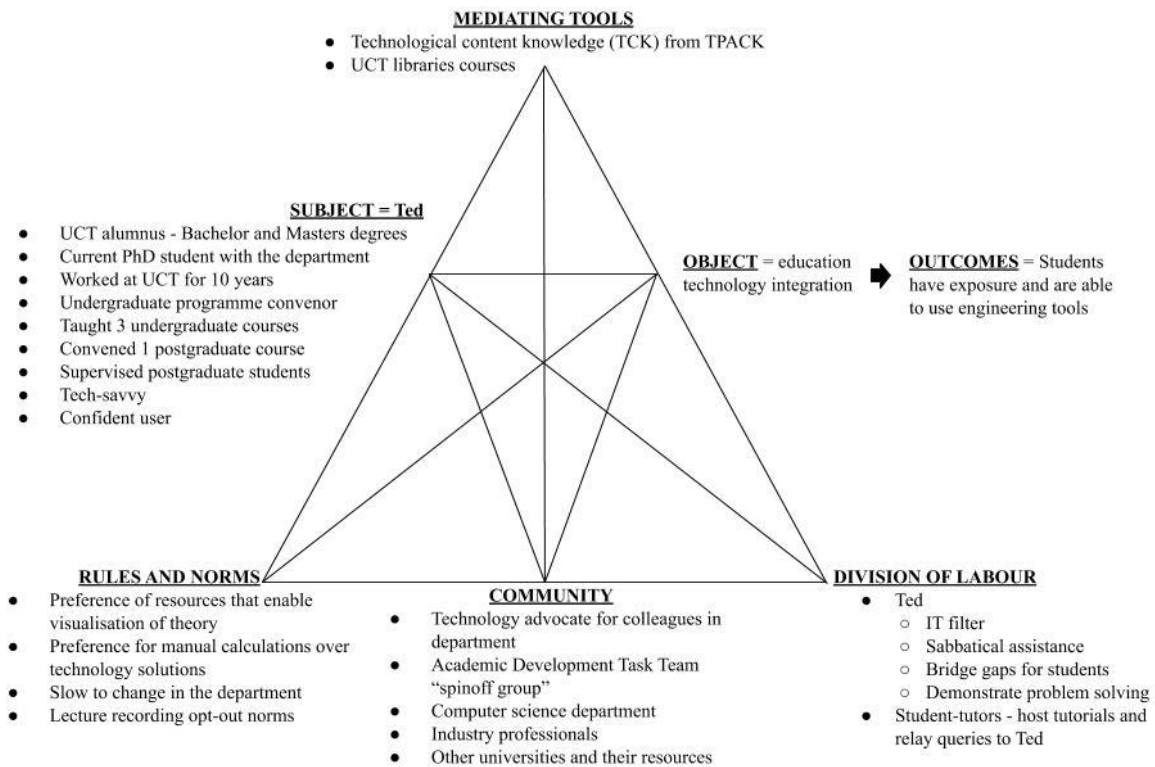 MEDIATING TOOLS
● Technological content knowledge (TCK) from TPACK
● UCT libraries courses
SUBJECT = Ted
● UCT alumnus - Bachelor and Masters degrees
● Current PhD student with the department
● Worked at UCT for 10 years
● Undergraduate programme convenor
● Taught 3 undergraduate courses
● Convened 1 postgraduate course
● Supervised postgraduate students
● Tech-savvy
● Confident user
OBJECT = education
technology integration
OUTCOMES = Students
have exposure and are able
to use engineering tools
RULES AND NORMS
● Preference of resources that enable
visualisation of theory
● Preference for manual calculations over
technology solutions
● Slow to change in the department
● Lecture recording opt-out norms
COMMUNITY
● Technology advocate for colleagues in
department
● Academic Development Task Team
“spinoff group”
● Computer science department
● Industry professionals
● Other universities and their resources
DIVISION OF LABOUR
● Ted
○ IT filter
○ Sabbatical assistance
○ Bridge gaps for students
○ Demonstrate problem solving
● Student-tutors - host tutorials and
relay queries to Ted